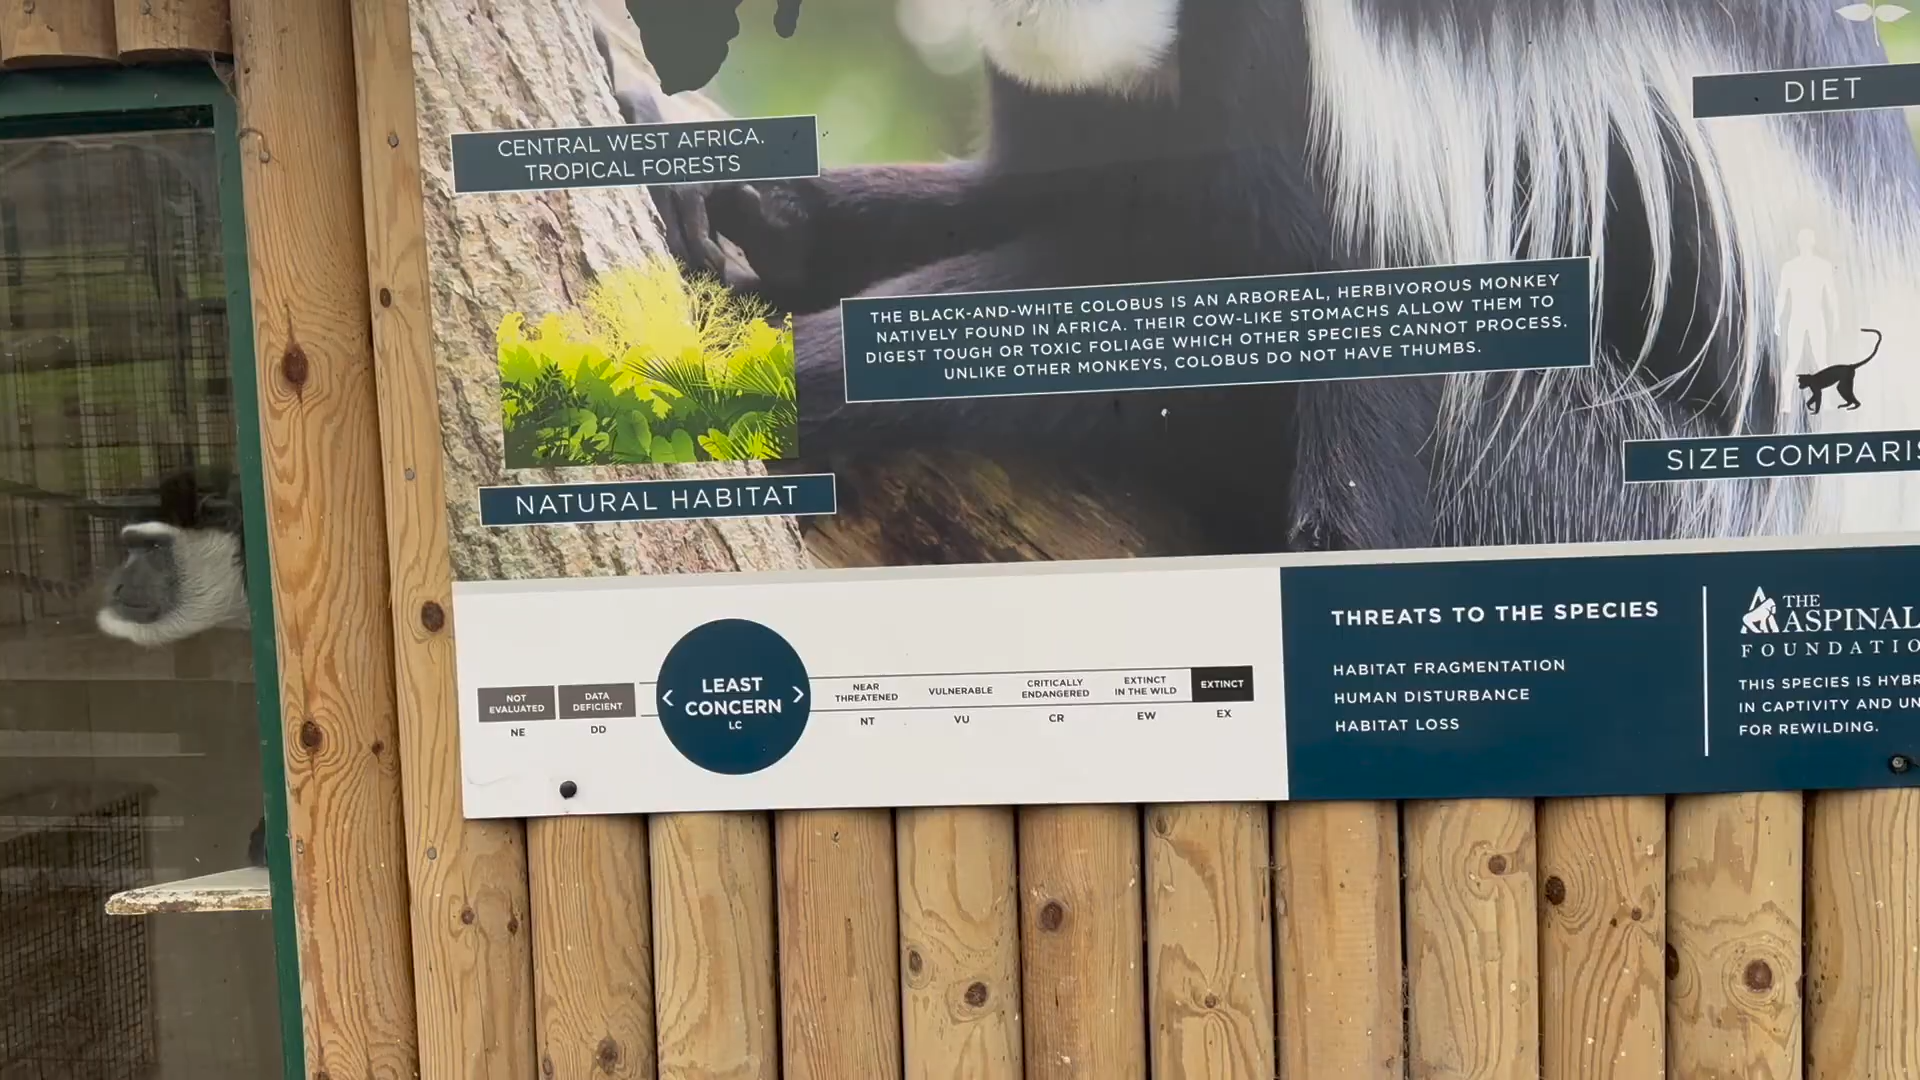 CENTRAL WEST AFRICA.
TROPICAL FORESTS
DIET
THE BLACK-AND-WHITE COLOBUS IS AN ARBOREAL, HERBIVOROUS MONKEY
NATIVELY FOUND IN AFRICA. THEIR COW-LIKE STOMACHS ALLOW THEM TO
DIGEST TOUGH OR TOXIC FOLIAGE WHICH OTHER SPECIES CANNOT PROCESS.
UNLIKE OTHER MONKEYS, COLOBUS DO NOT HAVE THUMBS.
NATURAL HABITAT
SIZE COMPARIS
NOT
EVALUATED
NE
DATA
DEFICIENT
DD
< LEAST
CONCERN >
LC
NEAR
THREATENED
NT
VULNERABLE
VU
CRITICALLY
ENDANGERED
CR
EXTINCT
IN THE WILD
EW
EXTINCT
EX
THREATS TO THE SPECIES
HABITAT FRAGMENTATION
HUMAN DISTURBANCE
HABITAT LOSS
THE
ASPINAL
FOUNDATIO
THIS SPECIES IS HYBR
IN CAPTIVITY AND UN
FOR REWILDING.